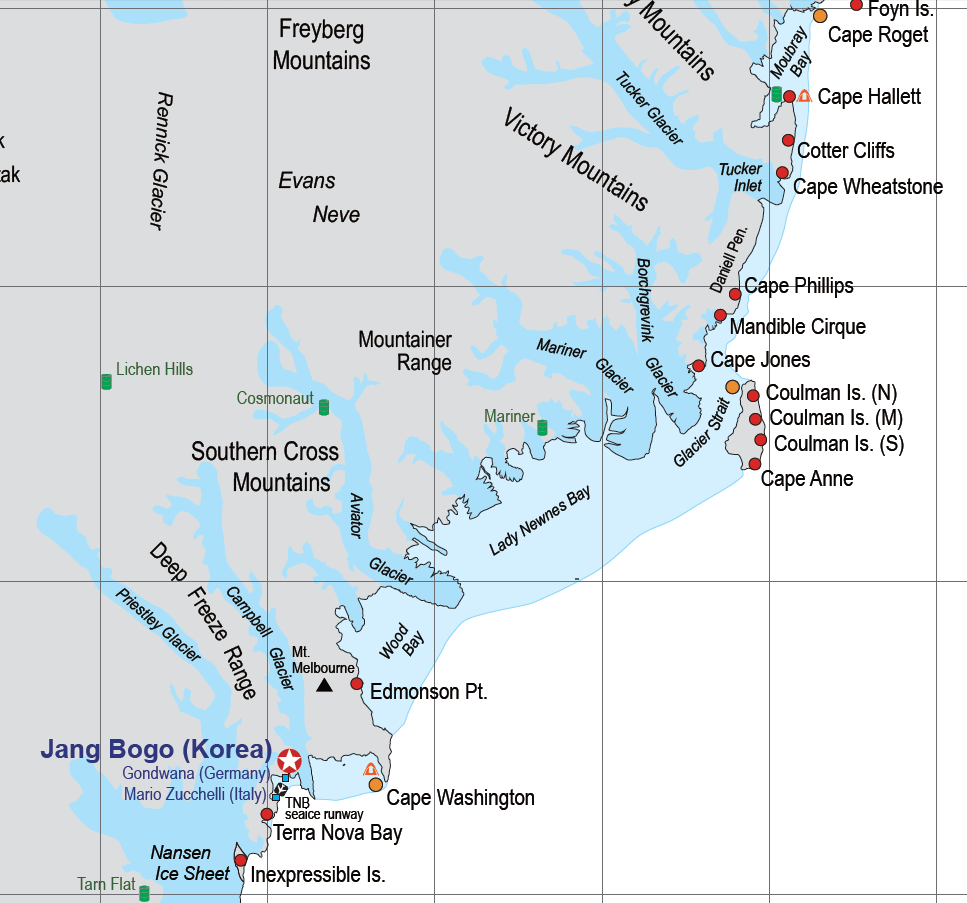 Foyn Is.
Cape Roget
Moubray
Bay
y Mountains
Freyberg
Mountains
Tucker Glacier
Cape Hallett
Rennick Glacier
Victory Mountains
k
tak
Cotter Cliffs
Tucker
Inlet
Cape Wheatstone
Evans
Neve
Daniell Pen.
Borchgrevink
Glacier
Cape Phillips
Mandible Cirque
Mountainer
Range
Mariner
Glacier
Cape Jones
Lichen Hills
Cosmonaut
Mariner
Glacier Strait
Coulman Is. (N)
Coulman Is. (M)
Coulman Is. (S)
Cape Anne
Southern Cross
Mountains
Aviator
Glacier
Lady Newnes Bay
Deep Freeze Range
Priestley Glacier
Campbell
Glacier
Wood
Bay
Mt.
Melbourne
Edmonson Pt.
Jang Bogo (Korea)
Gondwana (Germany)
Mario Zucchelli (Italy)
TNB
seaice runway
Cape Washington
Terra Nova Bay
Nansen
Ice Sheet
Inexpressible Is.
Tarn Flat